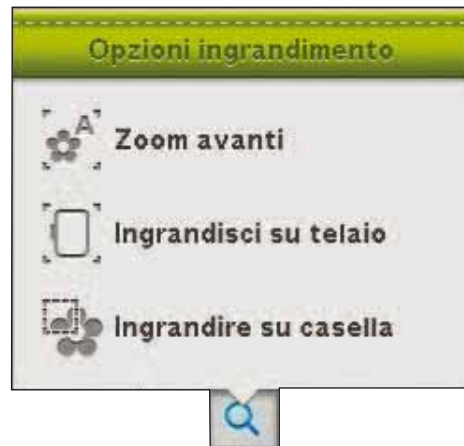 Opzioni ingrandimento
Zoom avanti
Ingrandisci su telaio
Ingrandire su casella